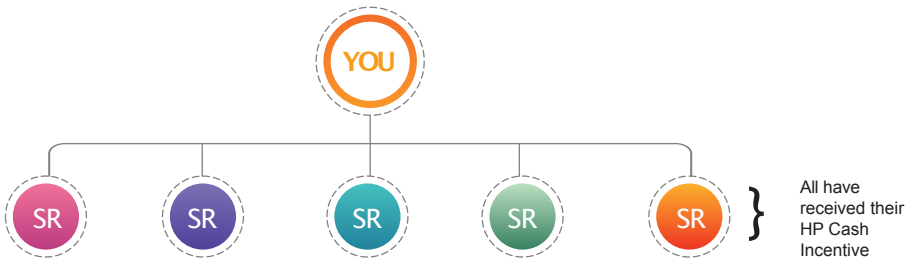 YOU
SR SR SR SR SR
}
All have
received their
HP Cash
Incentive